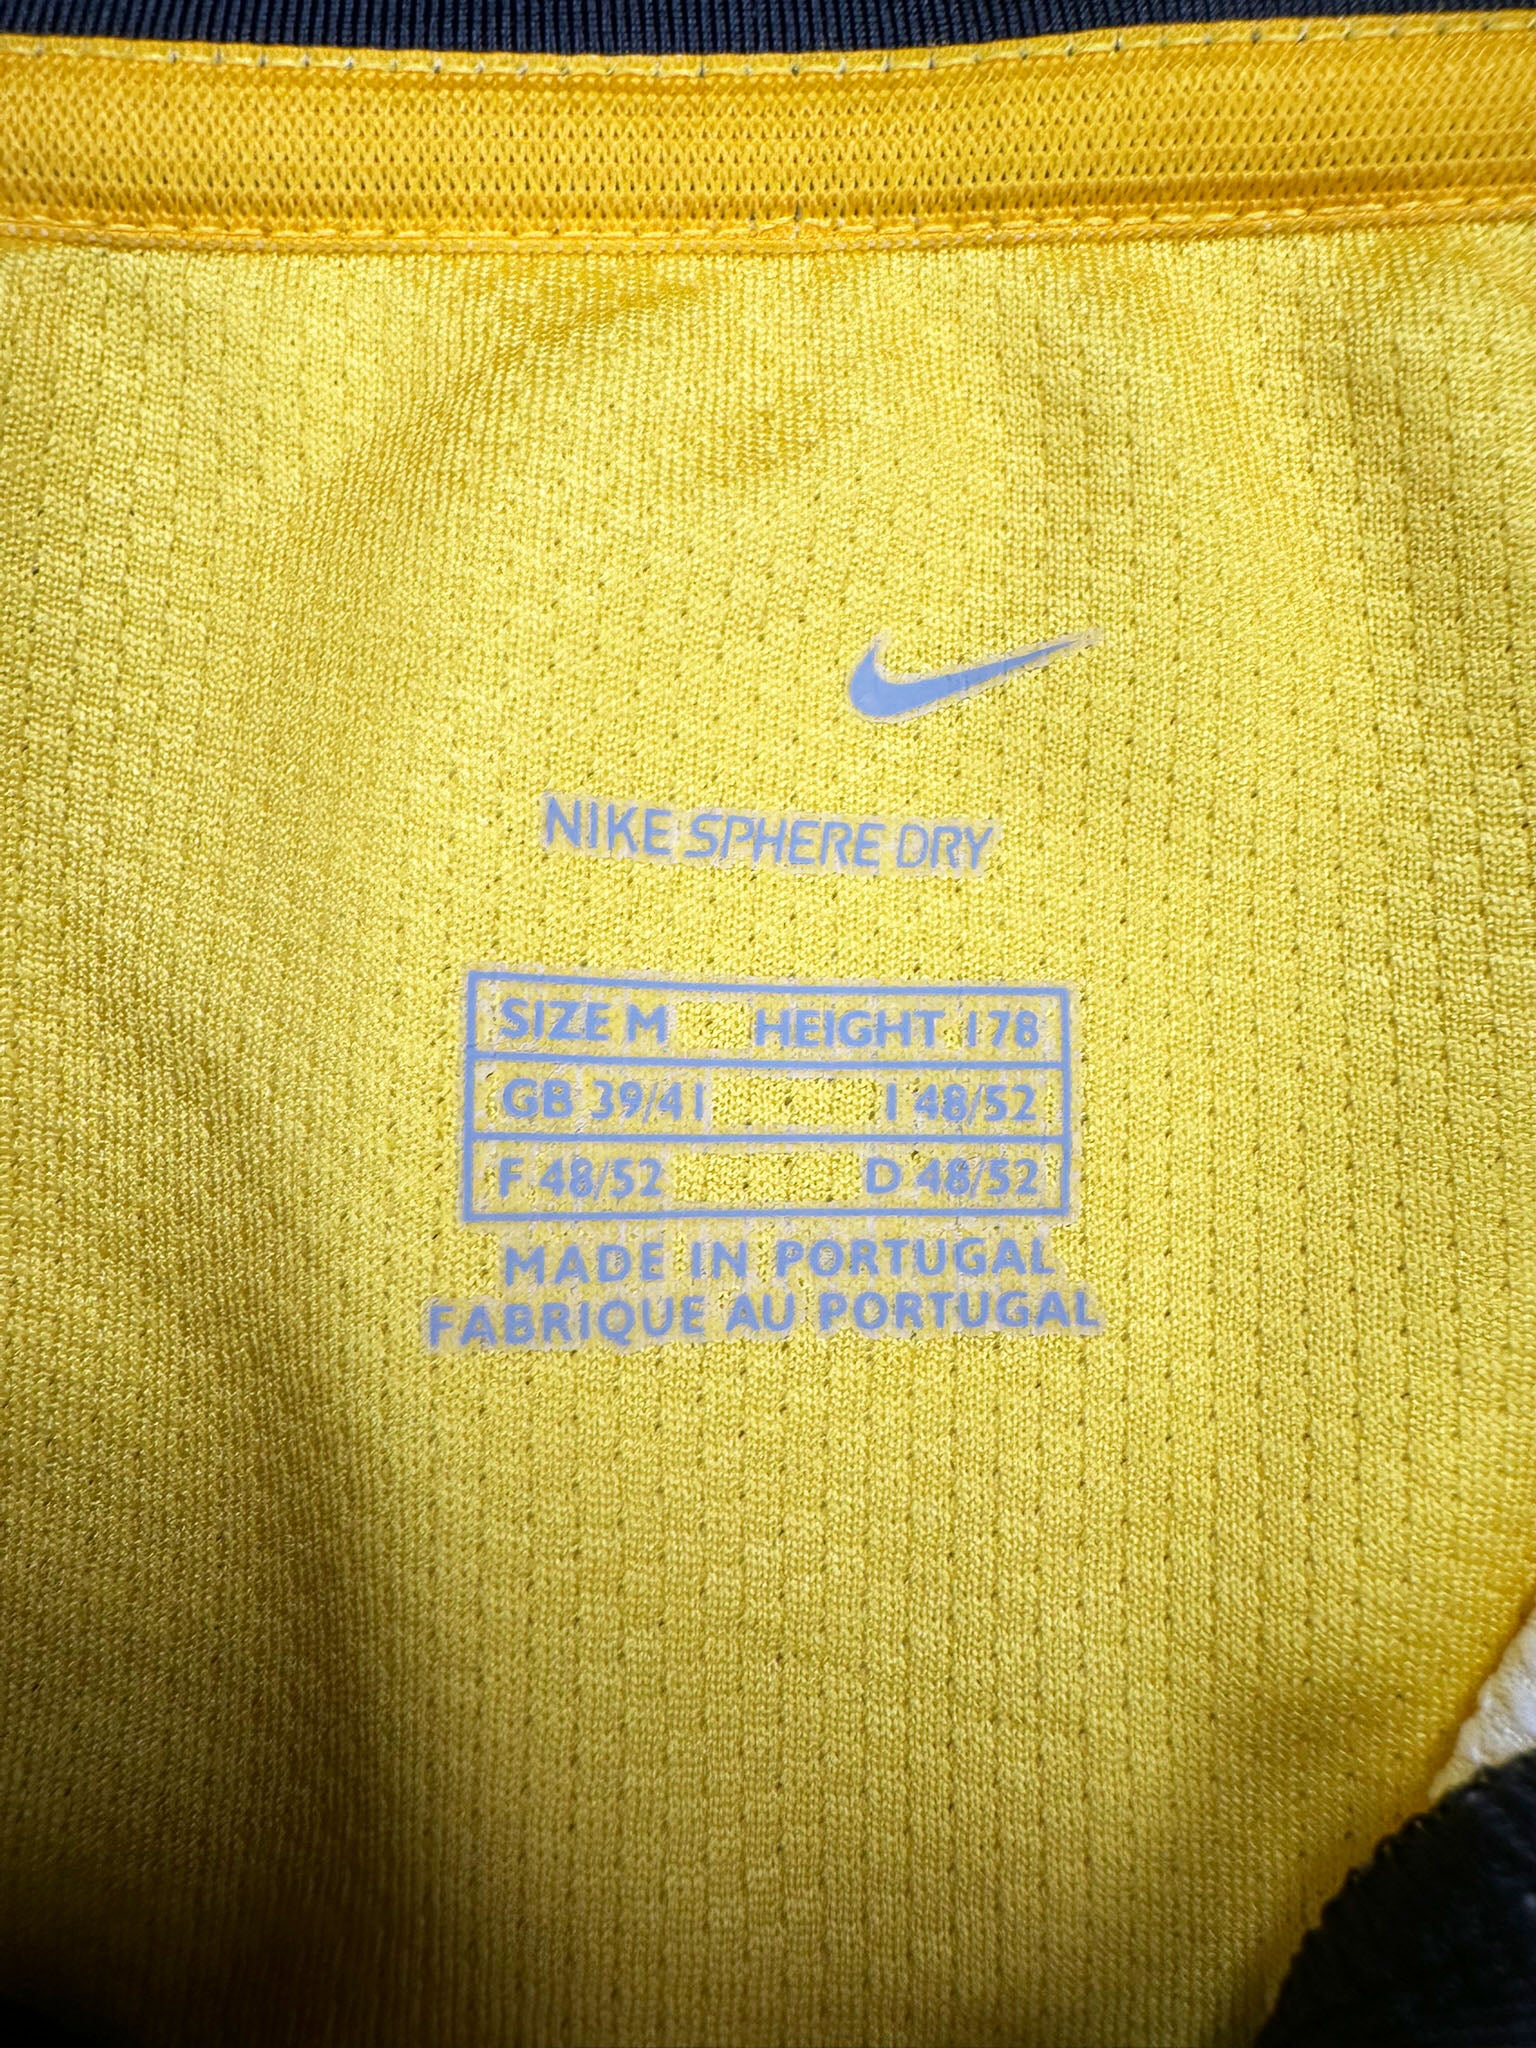 NIKE SPHERE DRY
SIZE M HEIGHT 178
GB 39/41 I 48/52
F 48/52 D 48/52
MADE IN PORTUGAL
FABRIQUE AU PORTUGAL